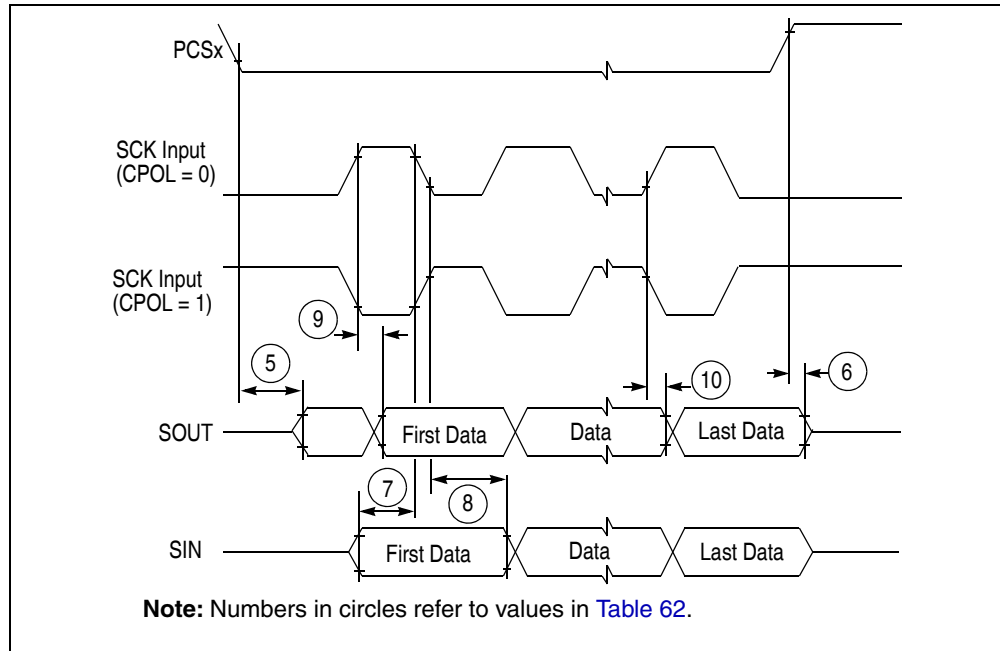 PCSx
SCK Input
(CPOL = 0)
SCK Input
(CPOL = 1)
9
5
10
6
SOUT
First Data
Data
Last Data
7
8
SIN
First Data
Data
Last Data
Note: Numbers in circles refer to values in Table 62.